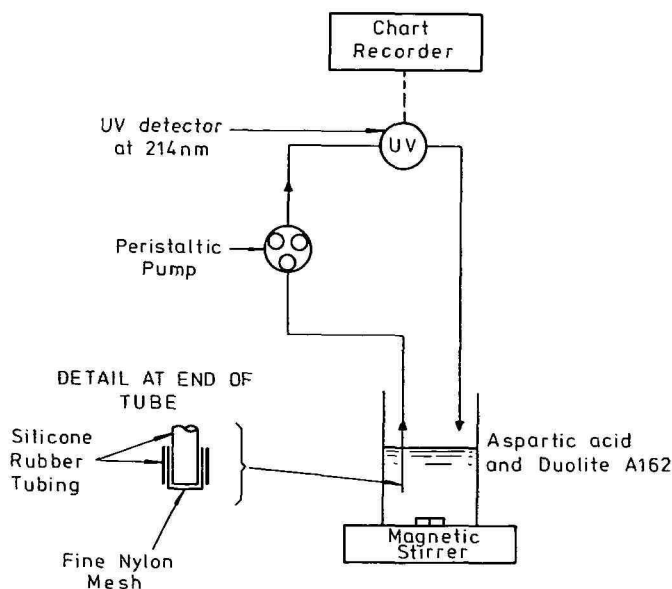 Chart
Recorder
UV detector
at 214nm
UV
Peristaltic
Pump
DETAIL AT END OF
TUBE
Silicone
Rubber
Tubing
Aspartic acid
and Duolite A162
Magnetic
Stirrer
Fine Nylon
Mesh